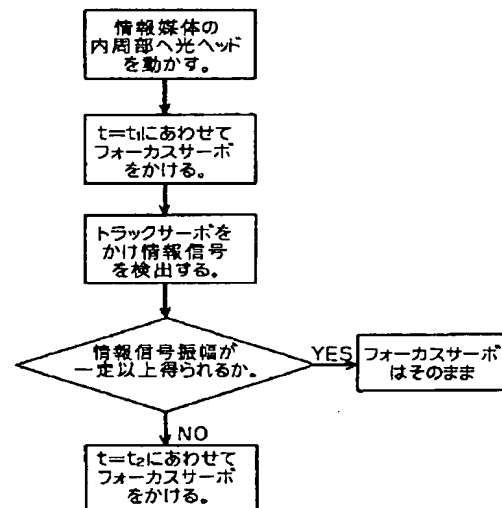 情報媒体の
内周部へ光ヘッド
を動かす。
t=t₁にあわせて
フォーカスサーボ
をかける。
トラックサーボを
かけ情報信号
を検出する。
情報信号振幅が
一定以上得られるか。
YES
フォーカスサーボ
はそのまま
NO
t=t₂にあわせて
フォーカスサーボ
をかける。